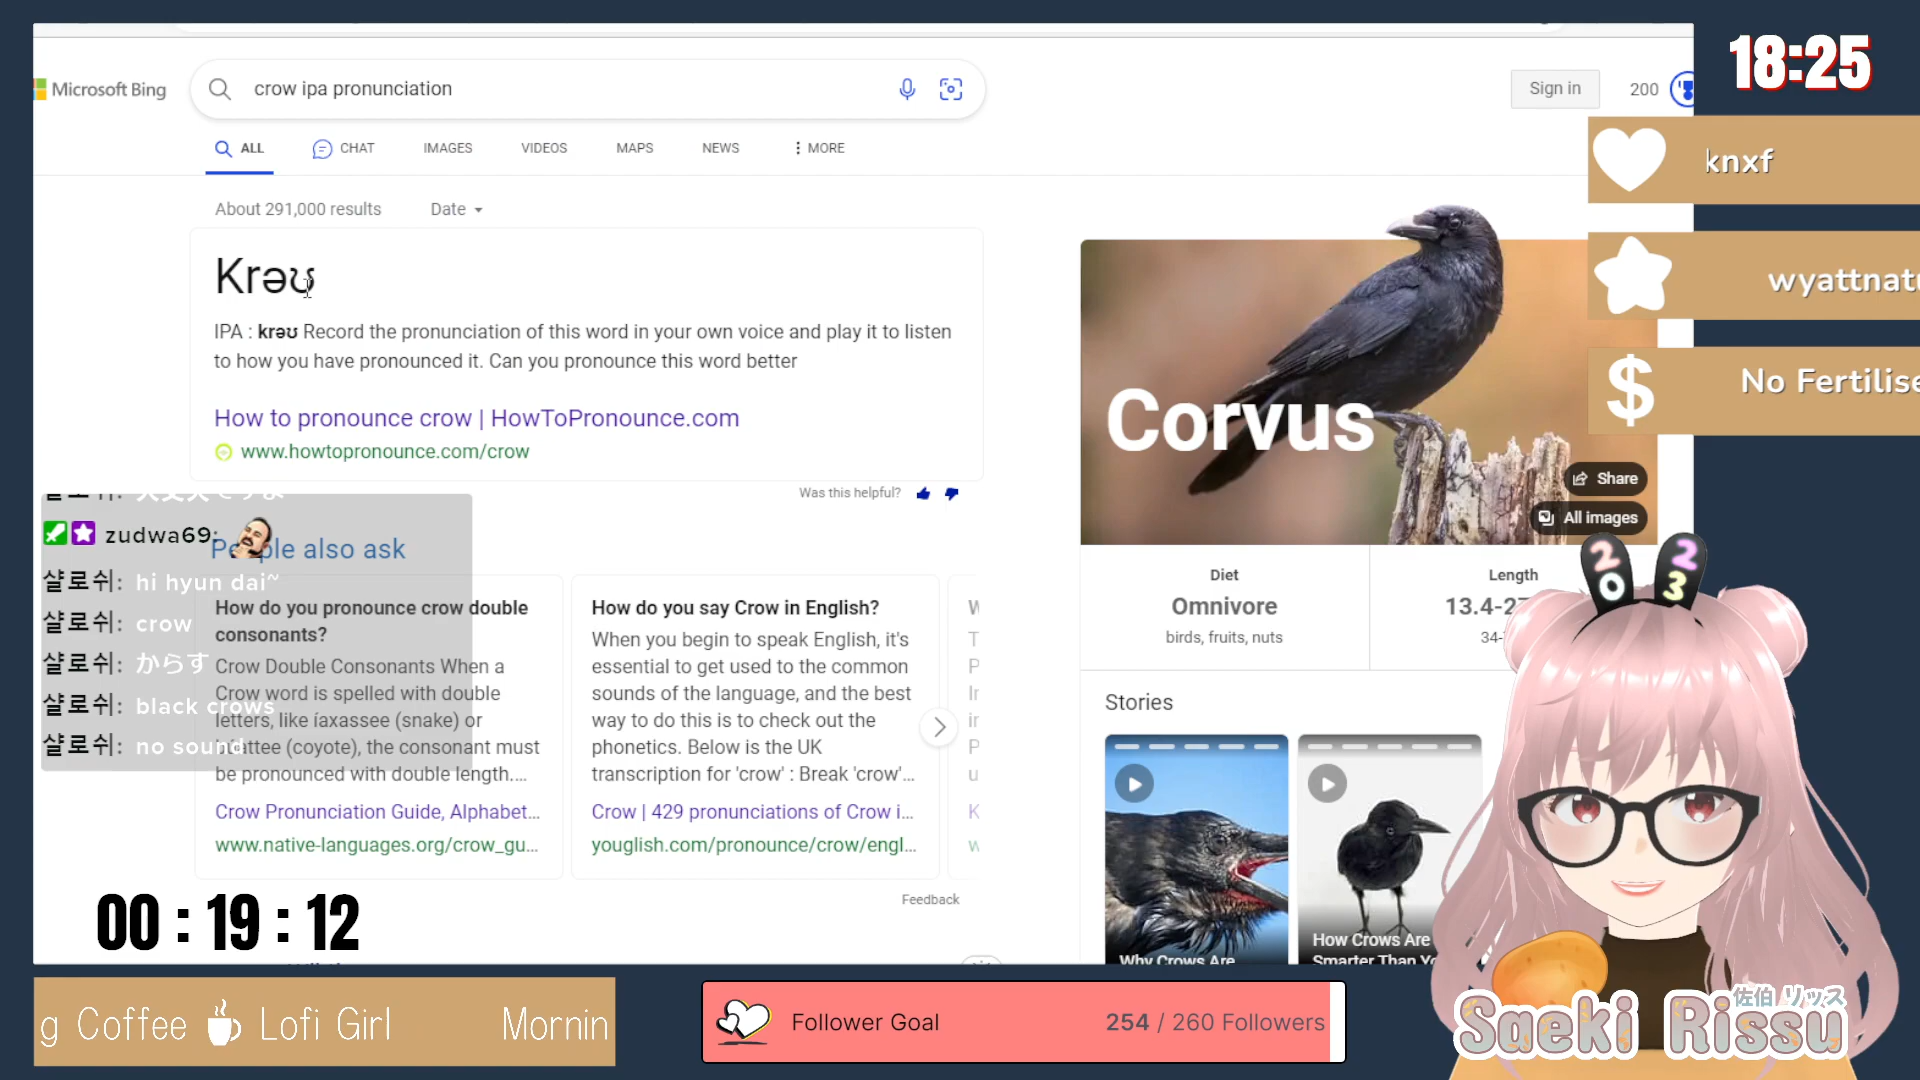 Microsoft Bing
crow ipa pronunciation
Sign in
200
18:25
ALL
CHAT
IMAGES
VIDEOS
MAPS
NEWS
MORE
knxf
About 291,000 results
Date
wyattnatu
Krəʊ
IPA : krəʊ Record the pronunciation of this word in your own voice and play it to listen
to how you have pronounced it. Can you pronounce this word better
No Fertilise
How to pronounce crow | HowToPronounce.com
www.howtopronounce.com/crow
Corvus
Share
All images
Was this helpful?
zudwa69:
People also ask
샬로쉬: hi hyun dai~
샬로쉬: crow
샬로쉬: からす
샬로쉬: black crows
샬로쉬: no sound
How do you pronounce crow double
consonants?
Crow Double Consonants When a
Crow word is spelled with double
letters, like íaxassee (snake) or
(coyote), the consonant must
be pronounced with double length....
Crow Pronunciation Guide, Alphabet...
www.native-languages.org/crow_gu...
How do you say Crow in English?
When you begin to speak English, it's
essential to get used to the common
sounds of the language, and the best
way to do this is to check out the
phonetics. Below is the UK
transcription for 'crow' : Break 'crow'...
Crow | 429 pronunciations of Crow i...
youglish.com/pronounce/crow/engl...
Feedback
Diet
Omnivore
birds, fruits, nuts
Length
13.4-27
34-
2023
Stories
Why Crows Are
How Crows Are
Smarter Than Yo
00 : 19 : 12
g Coffee Lofi Girl Mornin
Follower Goal
254 / 260 Followers
佐伯 リッス
Saeki Rissu